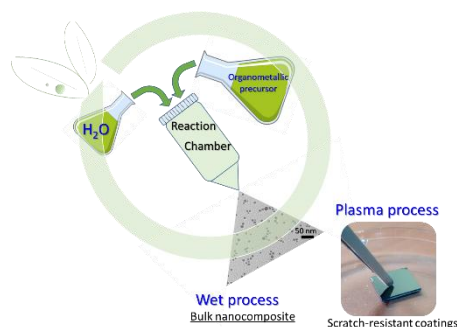 Organometallic
precursor
H₂O
Reaction
Chamber
50 nm
Plasma process
Wet process
Bulk nanocomposite
Scratch-resistant coatings